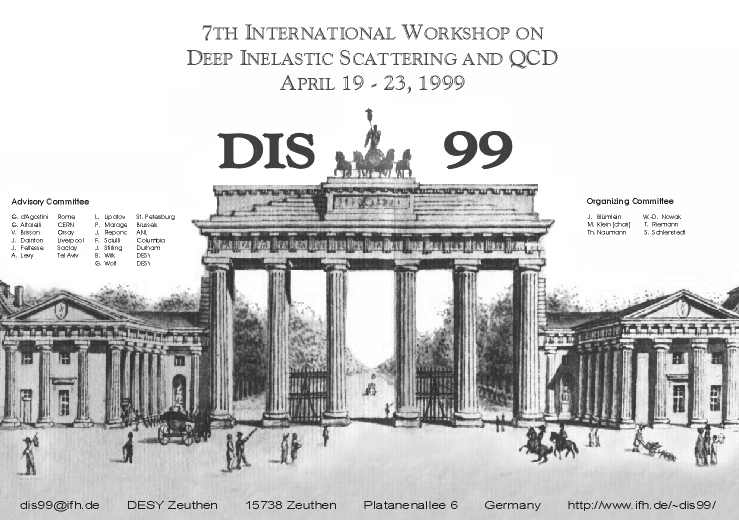 7TH INTERNATIONAL WORKSHOP ON
DEEP INELASTIC SCATTERING AND QCD
APRIL 19 - 23, 1999
DIS 99
Advisory Committee
G. d'Agostini Rome L. Lipatov St. Petersburg
G. Altarelli CERN P. Marage Brussels
V. Brisson Orsay J. Repond ANL
J. Dainton Liverpool F. Sciulli Columbia
J. Feltesse Saclay J. Stirling Durham
A. Levy Tel Aviv B. Wiik DESY
G. Wolf DESY
Organizing Committee
J. Blümlein W.-D. Nowak
M. Klein (chair) T. Riemann
Th. Naumann S. Schlenstedt
dis99@ifh.de DESY Zeuthen 15738 Zeuthen Platanenallee 6 Germany http://www.ifh.de/~dis99/